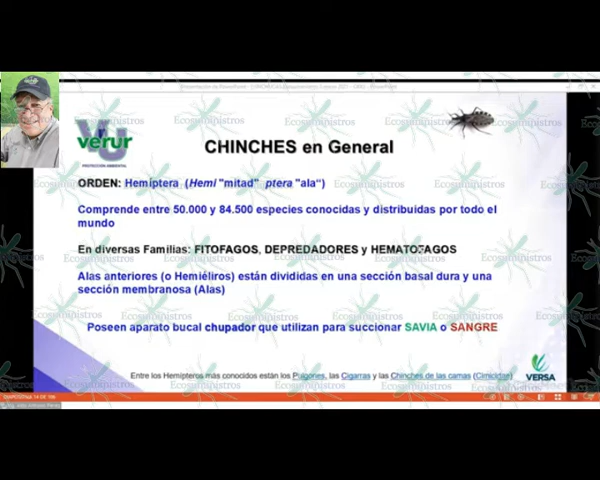 CHINCHES en General
verur
PROTECCIÓN AMBIENTAL
ORDEN: Hemíptera (Hemi "mitad" ptera "ala")
Comprende entre 50.000 y 84.500 especies conocidas y distribuidas por todo el
mundo
En diversas Familias: FITOFAGOS, DEPREDADORES y HEMATOFAGOS
Alas anteriores (o Hemiéliros) están divididas en una sección basal dura y una
sección membranosa (Alas)
Poseen aparato bucal chupador que utilizan para succionar SAVIA o SANGRE
Entre los Hemípteros más conocidos están los Pulgones, las Cigarras y las Chinches de las camas (Cimicidae)
VERSA
Ecosuministros